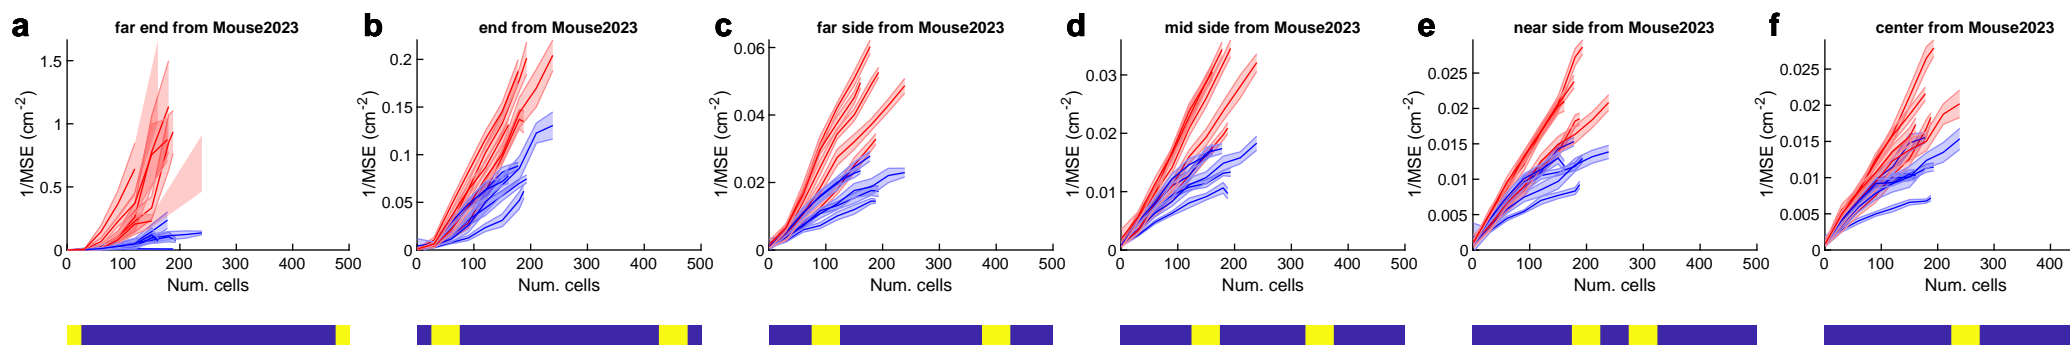 a
far end from Mouse2023
1.5
1
0.5
0
1/MSE (cm-2)
0 100 200 300 400 500
Num. cells
b
end from Mouse2023
0.2
0.15
0.1
0.05
0
1/MSE (cm-2)
0 100 200 300 400 500
Num. cells
c
far side from Mouse2023
0.06
0.04
0.02
0
1/MSE (cm-2)
0 100 200 300 400 500
Num. cells
d
mid side from Mouse2023
0.03
0.02
0.01
0
1/MSE (cm-2)
0 100 200 300 400 500
Num. cells
e
near side from Mouse2023
0.025
0.02
0.015
0.01
0.005
0
1/MSE (cm-2)
0 100 200 300 400 500
Num. cells
f
center from Mouse2023
0.025
0.02
0.015
0.01
0.005
0
1/MSE (cm-2)
0 100 200 300 400
Num. cells